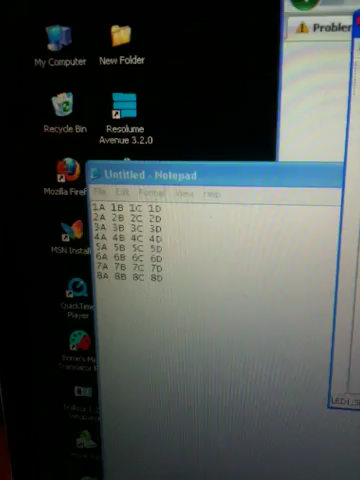 My Computer
New Folder
Problem
Recycle Bin
Resolume
Avenue 3.2.0
Untitled - Notepad
File Edit Format View Help
Mozilla Firef
1A 1B 1C 1D
2A 2B 2C 2D
3A 3B 3C 3D
4A 4B 4C 4D
5A 5B 5C 5D
6A 6B 6C 6D
7A 7B 7C 7D
8A 8B 8C 8D
MSN Install
QuickTime
Player